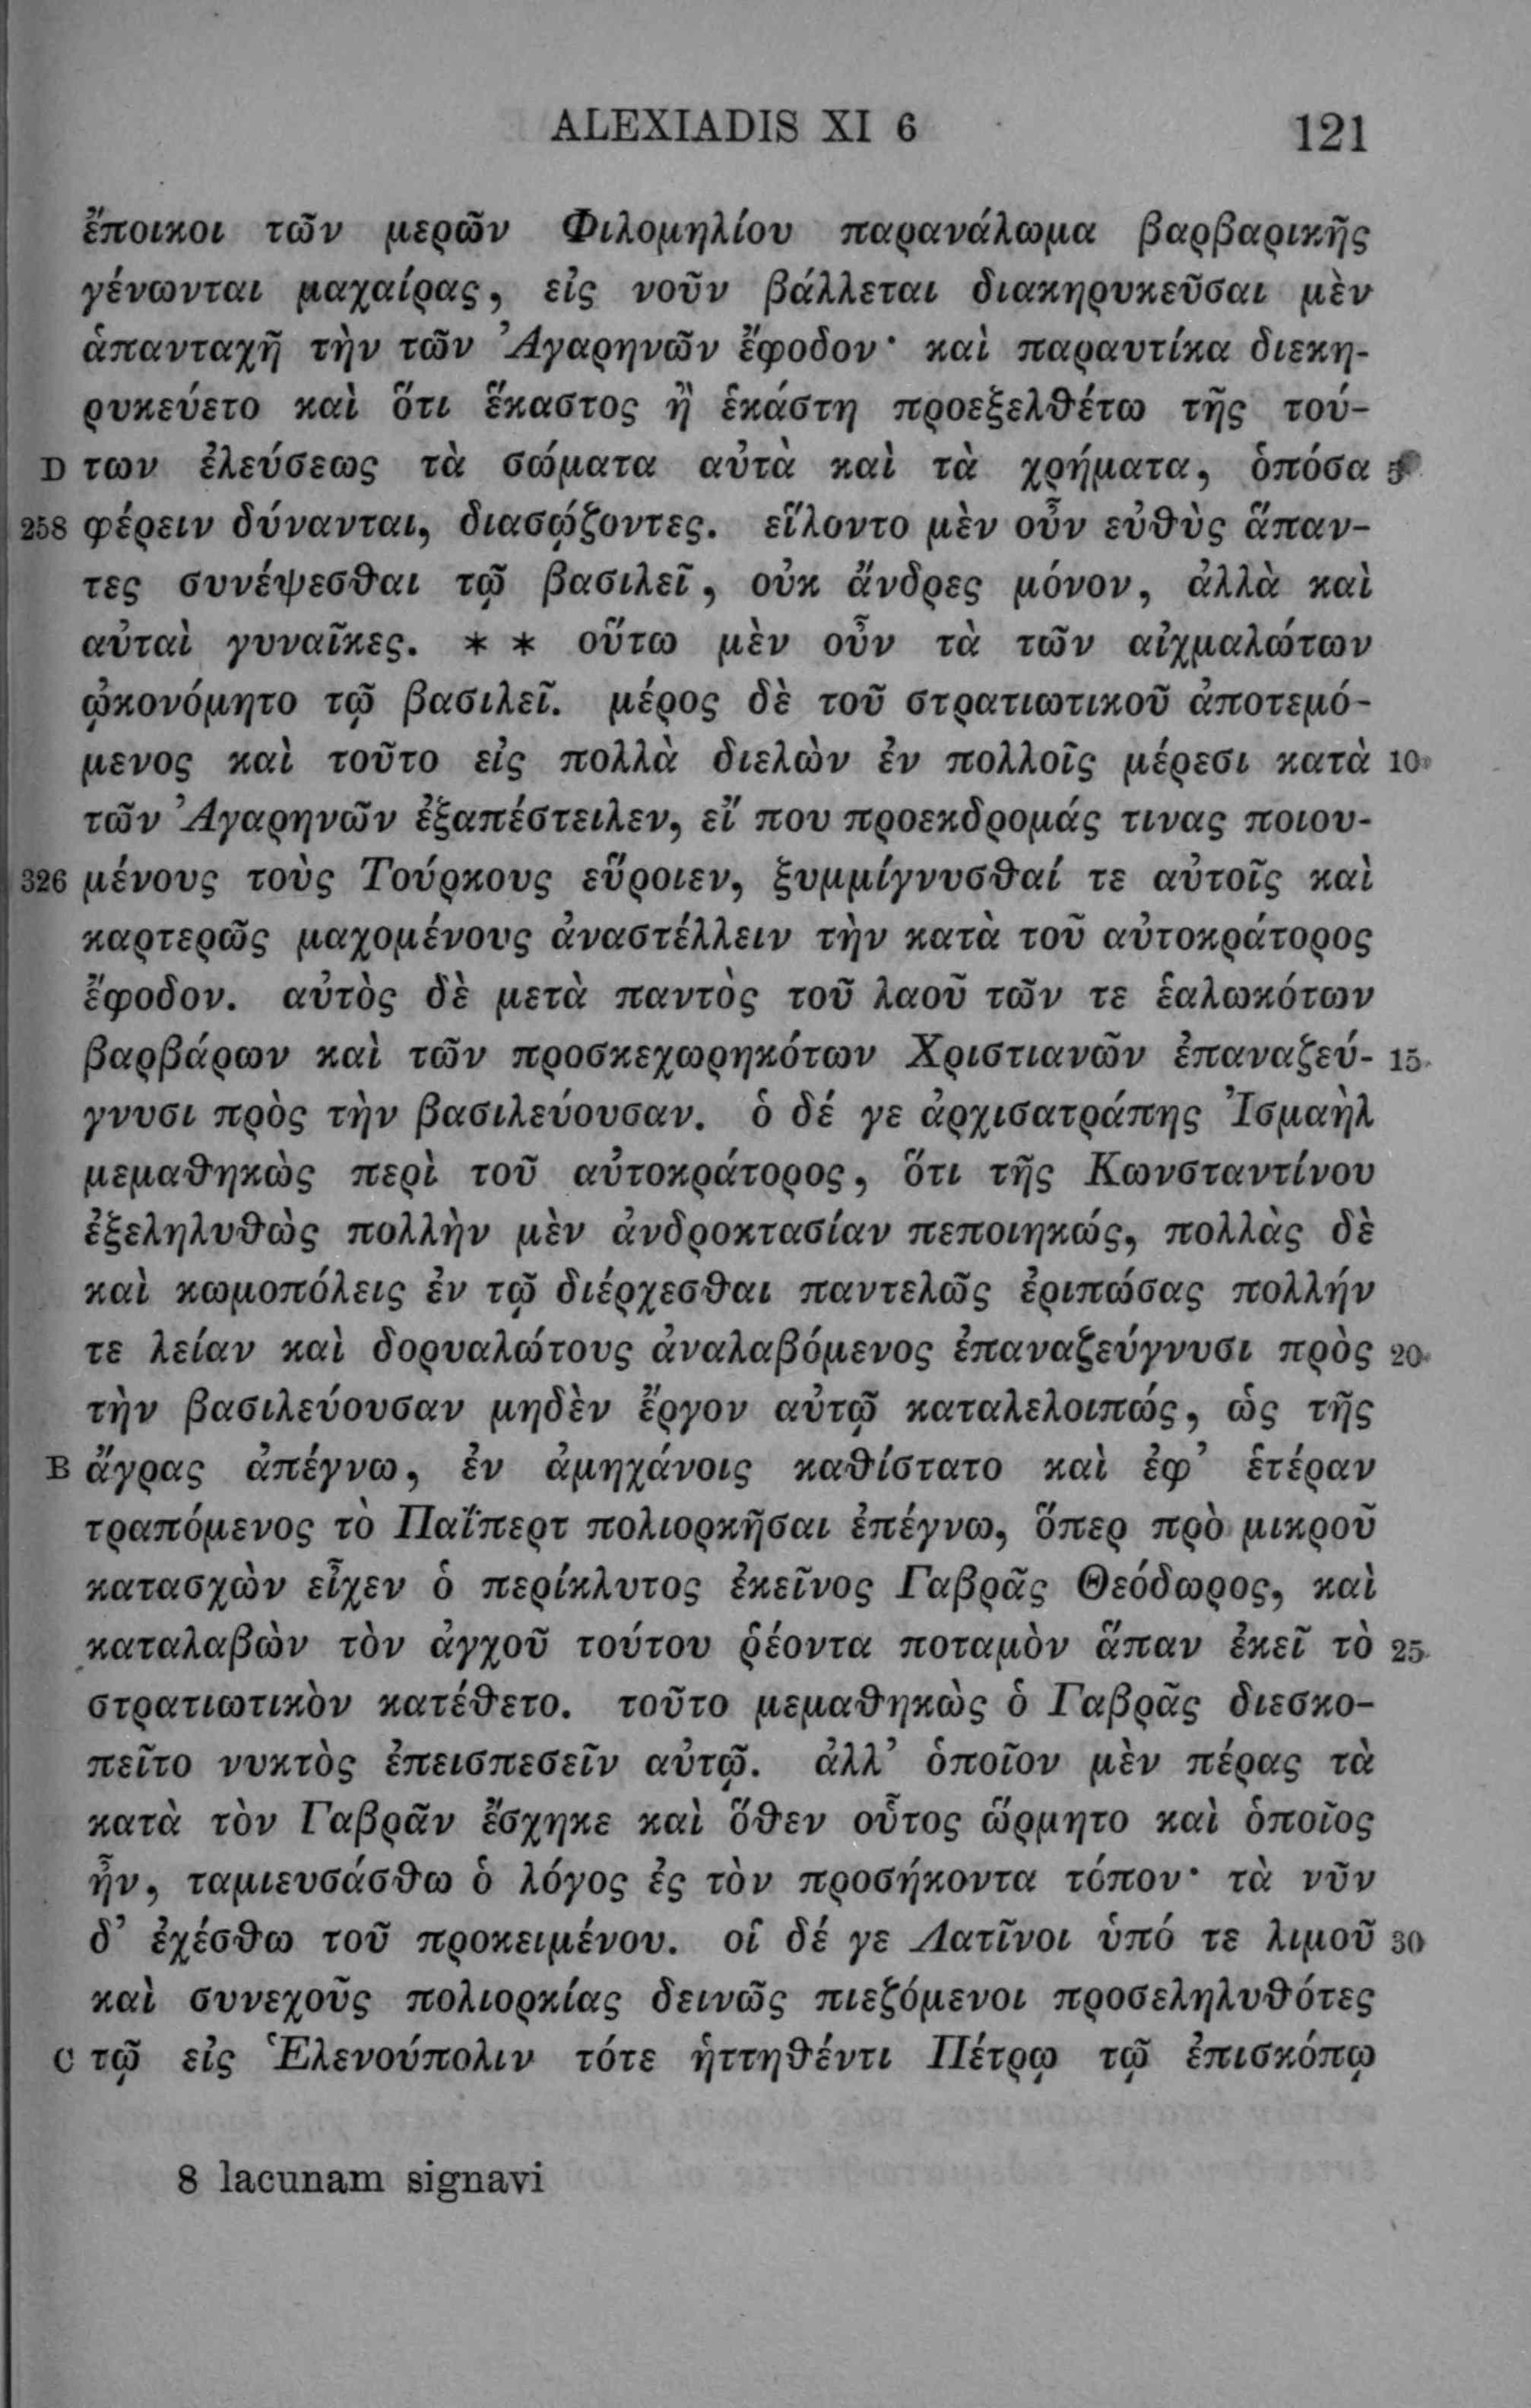 ALEXIADIS XI 6 121
ἔποικοι τῶν μερῶν Φιλομηλίου παρανάλωμα βαρβαρικῆς
γένωνται μαχαίρας, εἰς νοῦν βάλλεται διακηρυκεῦσαι μὲν
ἁπανταχῆ τὴν τῶν Ἀγαρηνῶν ἔφοδον· καὶ παραυτίκα διεκη-
ρυκεύετο καὶ ὅτι ἕκαστος ἢ ἑκάστη προεξελθέτω τῆς τού-
D των ἐλεύσεως τὰ σώματα αὐτὰ καὶ τὰ χρήματα, ὁπόσα 5
258 φέρειν δύνανται, διασῴζοντες. εἵλοντο μὲν οὖν εὐθὺς ἅπαν-
τες συνέψεσθαι τῷ βασιλεῖ, οὐκ ἄνδρες μόνον, ἀλλὰ καὶ
αὐταὶ γυναῖκες. * * οὕτω μὲν οὖν τὰ τῶν αἰχμαλώτων
ᾠκονόμητο τῷ βασιλεῖ. μέρος δὲ τοῦ στρατιωτικοῦ ἀποτεμό-
μενος καὶ τοῦτο εἰς πολλὰ διελὼν ἐν πολλοῖς μέρεσι κατὰ 10
τῶν Ἀγαρηνῶν ἐξαπέστειλεν, εἴ που προεκδρομάς τινας ποιου-
326 μένους τοὺς Τούρκους εὕροιεν, ξυμμίγνυσθαί τε αὐτοῖς καὶ
καρτερῶς μαχομένους ἀναστέλλειν τὴν κατὰ τοῦ αὐτοκράτορος
ἔφοδον. αὐτὸς δὲ μετὰ παντὸς τοῦ λαοῦ τῶν τε ἑαλωκότων
βαρβάρων καὶ τῶν προσκεχωρηκότων Χριστιανῶν ἐπαναζεύ- 15
γνυσι πρὸς τὴν βασιλεύουσαν. ὁ δέ γε ἀρχισατράπης Ἰσμαὴλ
μεμαθηκὼς περὶ τοῦ αὐτοκράτορος, ὅτι τῆς Κωνσταντίνου
ἐξεληλυθὼς πολλὴν μὲν ἀνδροκτασίαν πεποιηκώς, πολλὰς δὲ
καὶ κωμοπόλεις ἐν τῷ διέρχεσθαι παντελῶς ἐριπώσας πολλήν
τε λείαν καὶ δορυαλώτους ἀναλαβόμενος ἐπαναζεύγνυσι πρὸς 20
τὴν βασιλεύουσαν μηδὲν ἔργον αὐτῷ καταλελοιπώς, ὡς τῆς
B ἄγρας ἀπέγνω, ἐν ἀμηχάνοις καθίστατο καὶ ἐφ’ ἑτέραν
τραπόμενος τὸ Παΐπερτ πολιορκῆσαι ἐπέγνω, ὅπερ πρὸ μικροῦ
κατασχὼν εἶχεν ὁ περίκλυτος ἐκεῖνος Γαβρᾶς Θεόδωρος, καὶ
καταλαβὼν τὸν ἀγχοῦ τούτου ῥέοντα ποταμὸν ἅπαν ἐκεῖ τὸ 25
στρατιωτικὸν κατέθετο. τοῦτο μεμαθηκὼς ὁ Γαβρᾶς διεσκο-
πεῖτο νυκτὸς ἐπεισπεσεῖν αὐτῷ. ἀλλ’ ὁποῖον μὲν πέρας τὰ
κατὰ τὸν Γαβρᾶν ἔσχηκε καὶ ὅθεν οὗτος ὥρμητο καὶ ὁποῖος
ἦν, ταμιευσάσθω ὁ λόγος ἐς τὸν προσήκοντα τόπον· τὰ νῦν
δ’ ἐχέσθω τοῦ προκειμένου. οἱ δέ γε Λατῖνοι ὑπό τε λιμοῦ 30
καὶ συνεχοῦς πολιορκίας δεινῶς πιεζόμενοι προσεληλυθότες
C τῷ εἰς Ἑλενούπολιν τότε ἡττηθέντι Πέτρῳ τῷ ἐπισκόπῳ
8 lacunam signavi